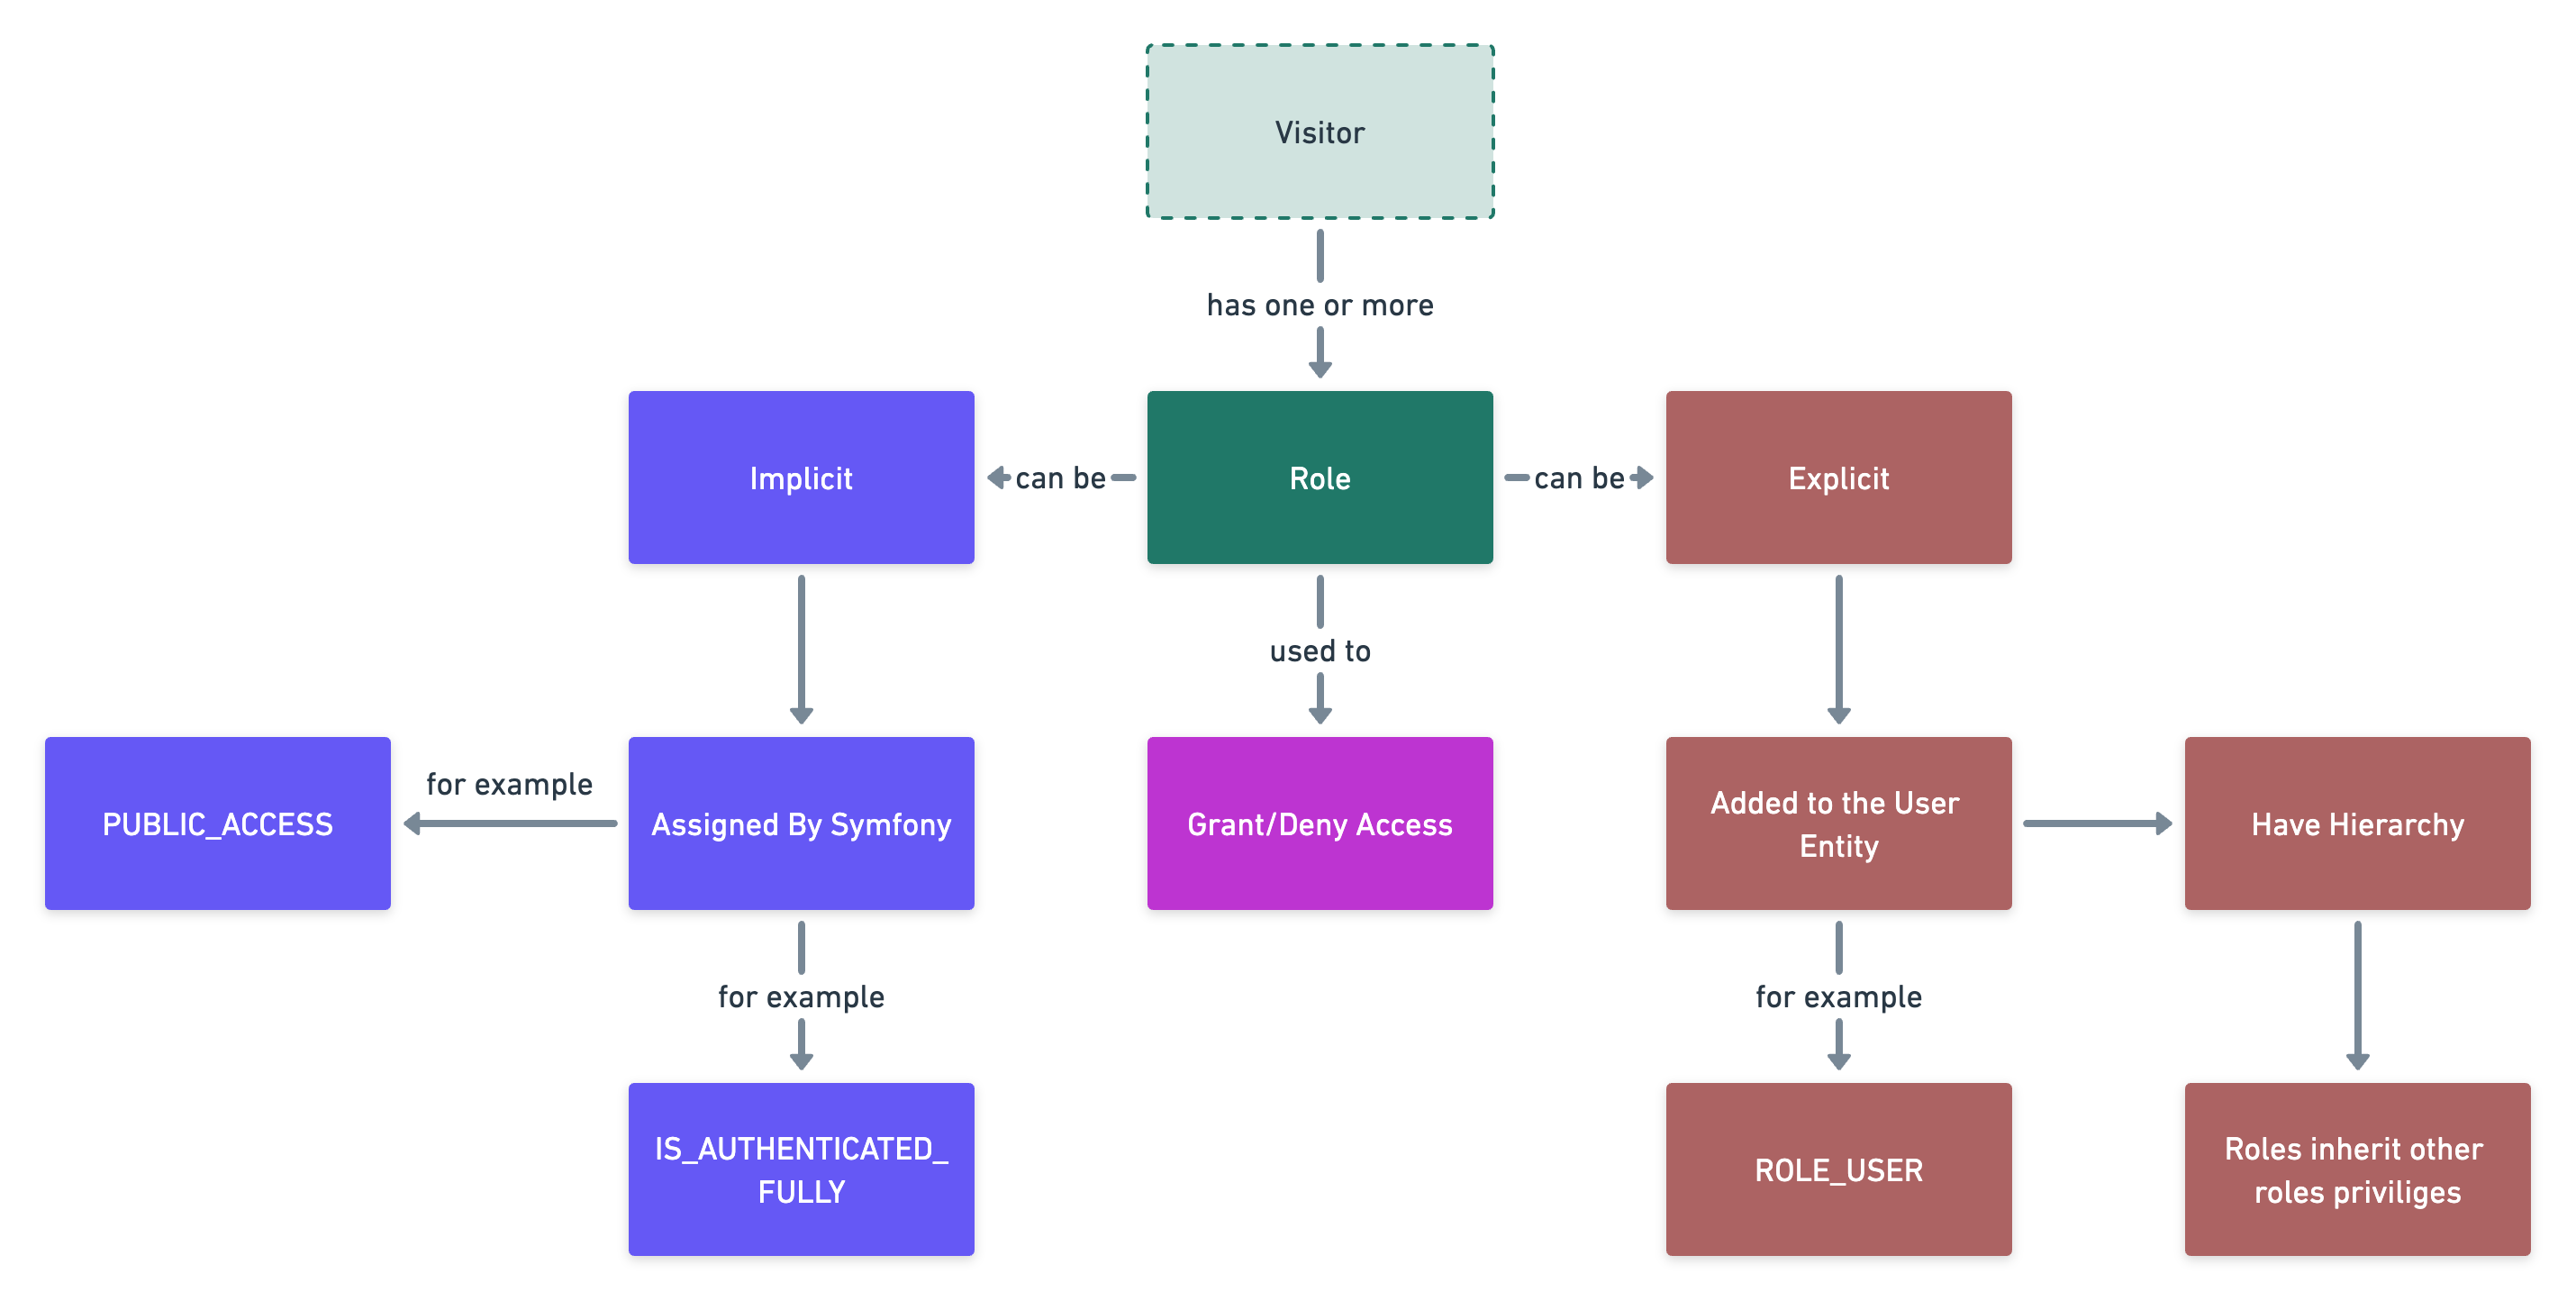 Visitor
has one or more
Implicit
can be
Role
can be
Explicit
used to
PUBLIC_ACCESS
for example
Assigned By Symfony
Grant/Deny Access
Added to the User
Entity
Have Hierarchy
for example
for example
IS_AUTHENTICATED_
FULLY
ROLE_USER
Roles inherit other
roles priviliges